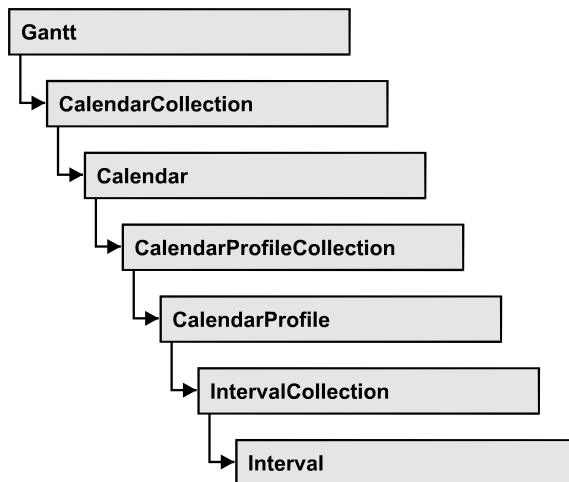 Gantt
CalendarCollection
Calendar
CalendarProfileCollection
CalendarProfile
IntervalCollection
Interval